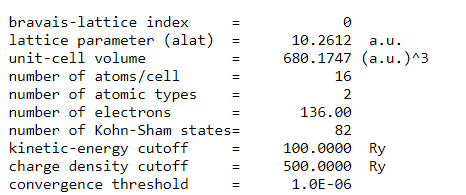 bravais-lattice index     =            0
lattice parameter (alat)  =      10.2612  a.u.
unit-cell volume          =     680.1747 (a.u.)^3
number of atoms/cell      =           16
number of atomic types    =            2
number of electrons       =       136.00
number of Kohn-Sham states=           82
kinetic-energy cutoff     =     100.0000  Ry
charge density cutoff     =     500.0000  Ry
convergence threshold     =      1.0E-06